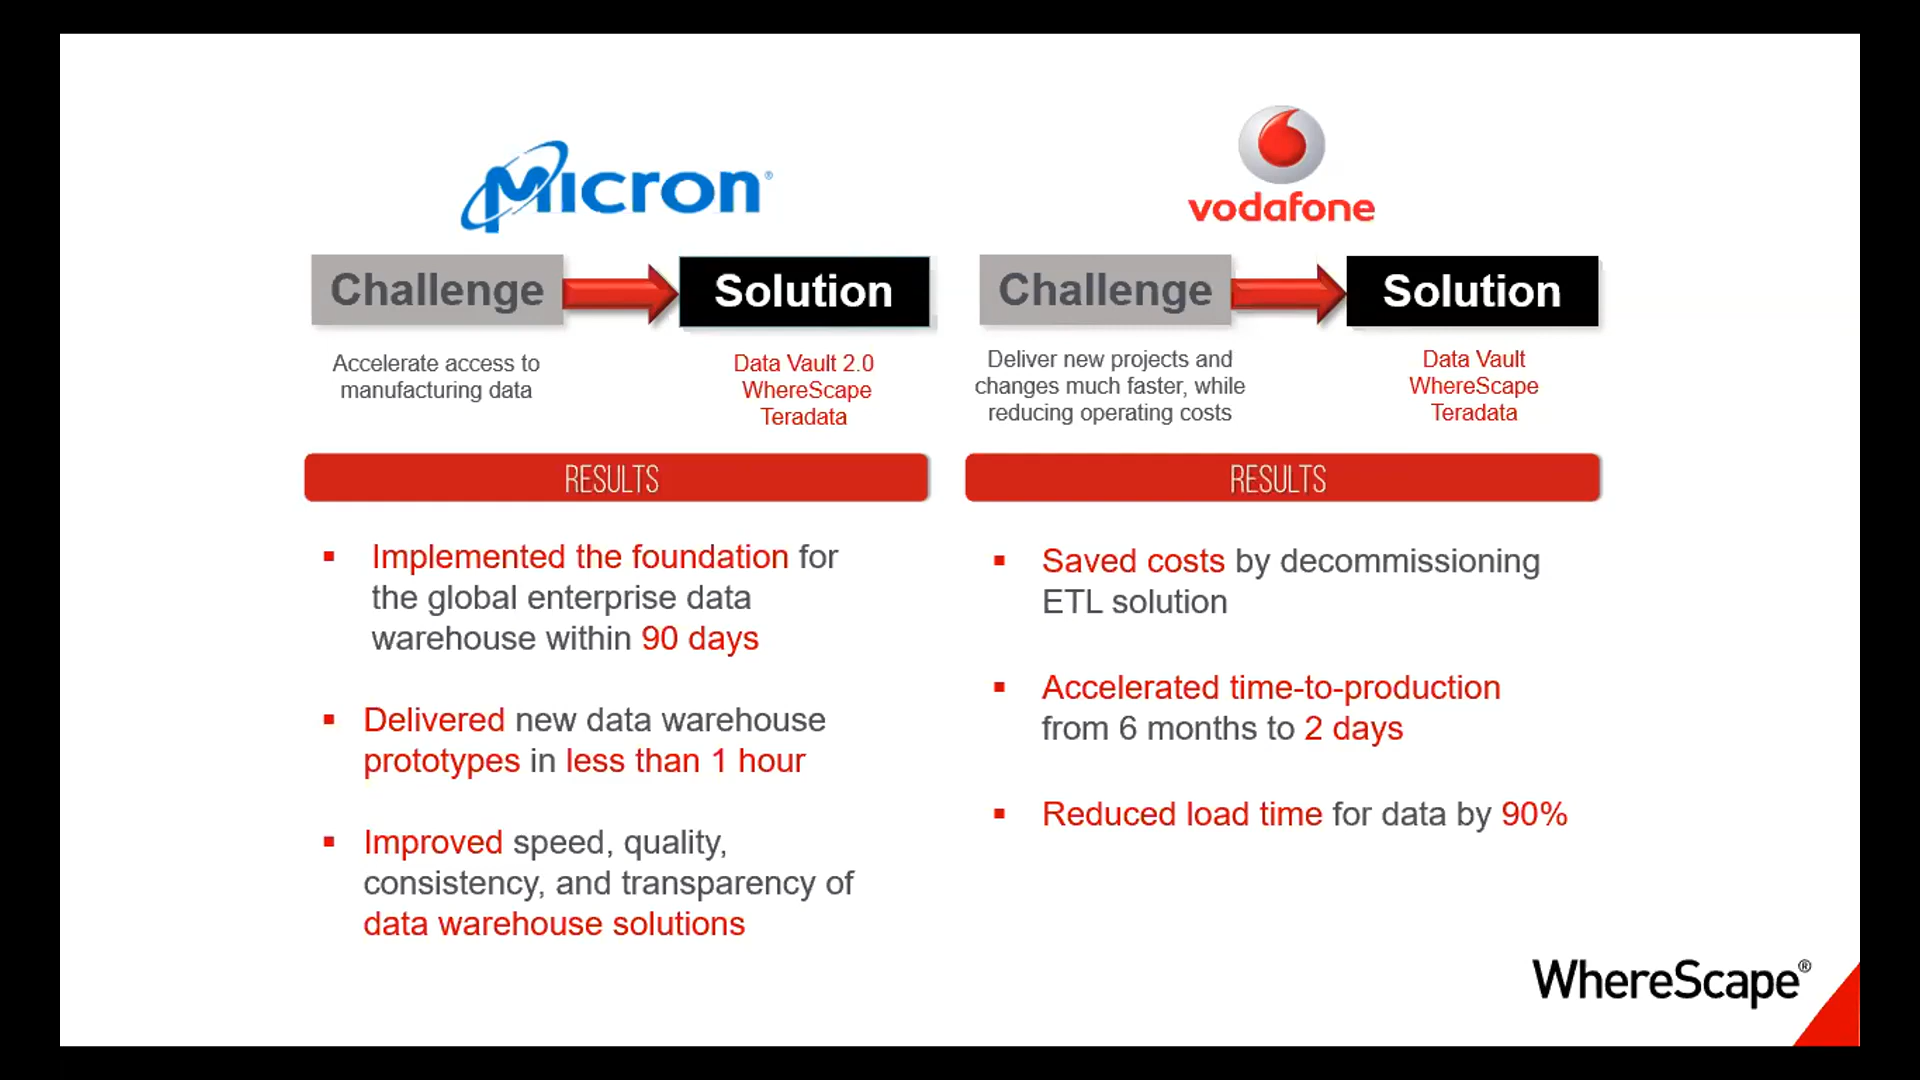 Micron®
Challenge
Solution
Accelerate access to
manufacturing data
Data Vault 2.0
WhereScape
Teradata
RESULTS
▪ Implemented the foundation for
the global enterprise data
warehouse within 90 days
▪ Delivered new data warehouse
prototypes in less than 1 hour
▪ Improved speed, quality,
consistency, and transparency of
data warehouse solutions
vodafone
Challenge
Solution
Deliver new projects and
changes much faster, while
reducing operating costs
Data Vault
WhereScape
Teradata
RESULTS
▪ Saved costs by decommissioning
ETL solution
▪ Accelerated time-to-production
from 6 months to 2 days
▪ Reduced load time for data by 90%
WhereScape®